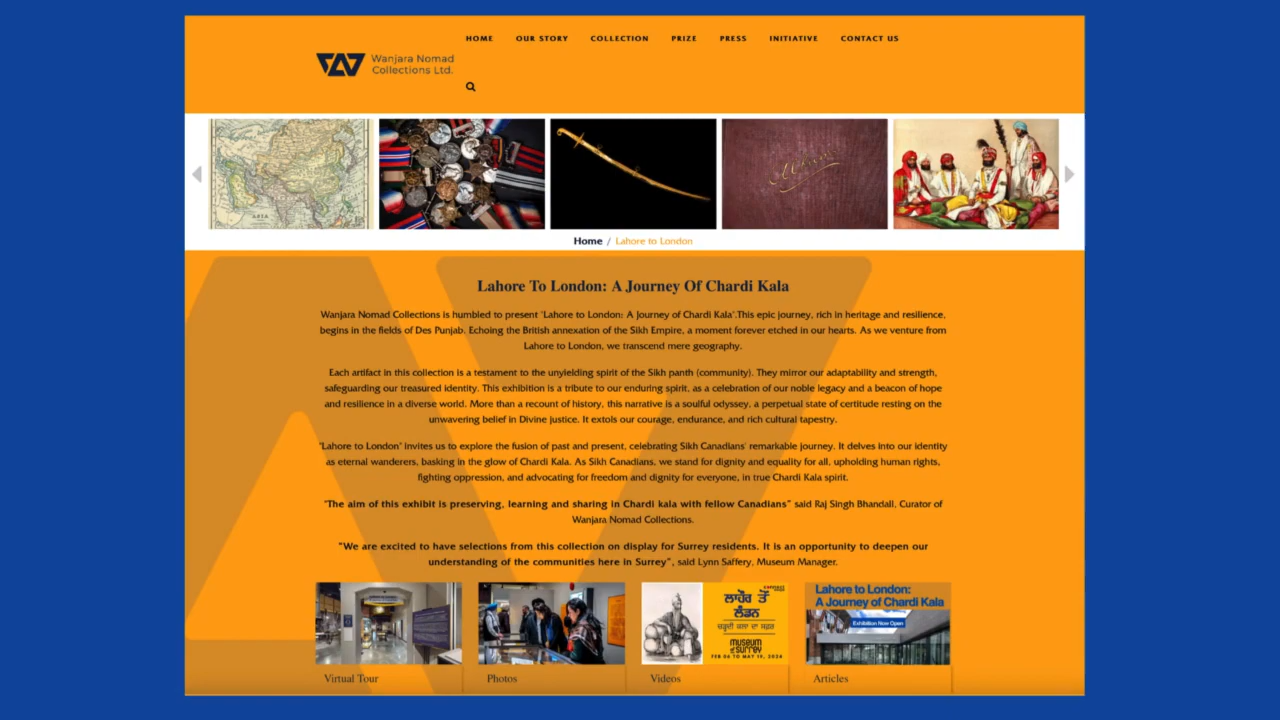 HOME OUR STORY COLLECTION PRIZE PRESS INITIATIVE CONTACT US
Wanjara Nomad
Collections Ltd.
ASIA
Album
Home / Lahore to London
Lahore To London: A Journey Of Chardi Kala
Wanjara Nomad Collections is humbled to present "Lahore to London: A Journey of Chardi Kala".This epic journey, rich in heritage and resilience,
begins in the fields of Des Punjab. Echoing the British annexation of the Sikh Empire, a moment forever etched in our hearts. As we venture from
Lahore to London, we transcend mere geography.
Each artifact in this collection is a testament to the unyielding spirit of the Sikh panth (community). They mirror our adaptability and strength,
safeguarding our treasured identity. This exhibition is a tribute to our enduring spirit, as a celebration of our noble legacy and a beacon of hope
and resilience in a diverse world. More than a recount of history, this narrative is a soulful odyssey, a perpetual state of certitude resting on the
unwavering belief in Divine justice. It extols our courage, endurance, and rich cultural tapestry.
"Lahore to London" invites us to explore the fusion of past and present, celebrating Sikh Canadians' remarkable journey. It delves into our identity
as eternal wanderers, basking in the glow of Chardi Kala. As Sikh Canadians, we stand for dignity and equality for all, upholding human rights,
fighting oppression, and advocating for freedom and dignity for everyone, in true Chardi Kala spirit.
"The aim of this exhibit is preserving, learning and sharing in Chardi kala with fellow Canadians" said Raj Singh Bhandall, Curator of
Wanjara Nomad Collections.
"We are excited to have selections from this collection on display for Surrey residents. It is an opportunity to deepen our
understanding of the communities here in Surrey", said Lynn Saffery, Museum Manager.
ਲਾਹੌਰ ਤੋਂ
ਲੰਡਨ
ਚੜ੍ਹਦੀ ਕਲਾ ਦਾ ਸਫ਼ਰ
museum
of surrey
FEB 06 TO MAY 19, 2024
Lahore to London:
A Journey of Chardi Kala
Exhibition Now Open
Virtual Tour Photos Videos Articles